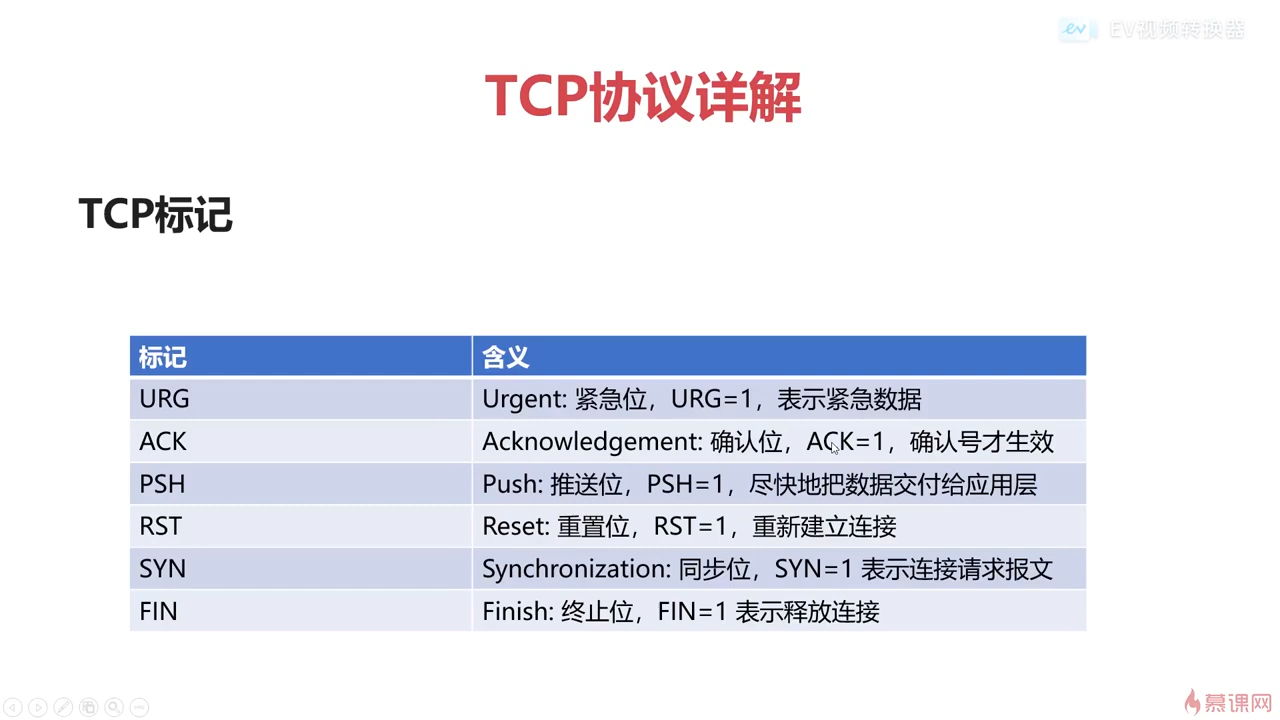 EV视频转换器
TCP协议详解
TCP标记
标记 含义
URG Urgent: 紧急位，URG=1，表示紧急数据
ACK Acknowledgement: 确认位，ACK=1，确认号才生效
PSH Push: 推送位，PSH=1，尽快地把数据交付给应用层
RST Reset: 重置位，RST=1，重新建立连接
SYN Synchronization: 同步位，SYN=1 表示连接请求报文
FIN Finish: 终止位，FIN=1 表示释放连接
慕课网